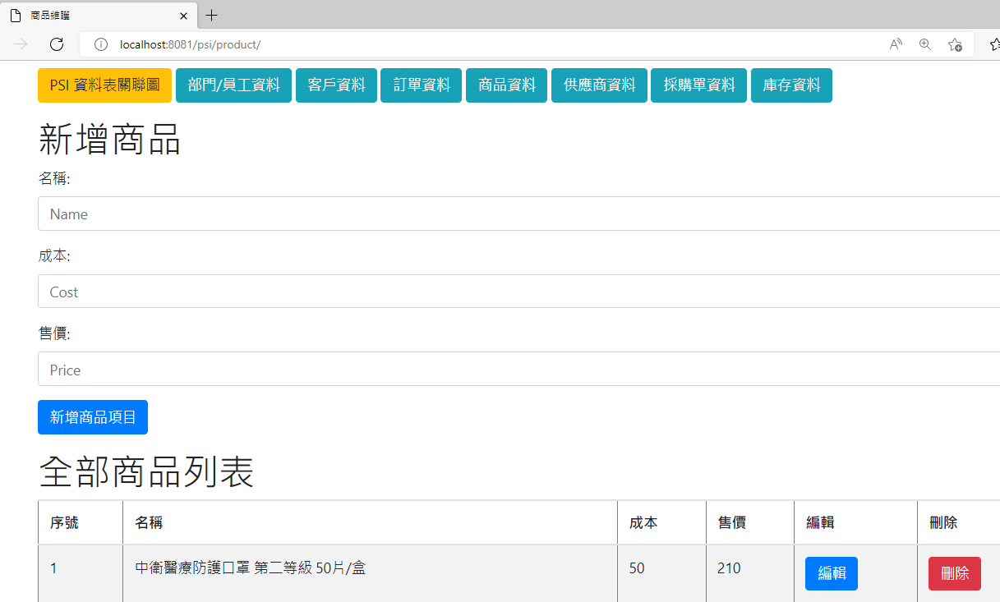 商品維護
localhost:8081/psi/product/
PSI 資料表關聯圖 部門/員工資料 客戶資料 訂單資料 商品資料 供應商資料 採購單資料 庫存資料
新增商品
名稱:
Name
成本:
Cost
售價:
Price
新增商品項目
全部商品列表
序號 名稱 成本 售價 編輯 刪除
1 中衛醫療防護口罩 第二等級 50片/盒 50 210 編輯 刪除